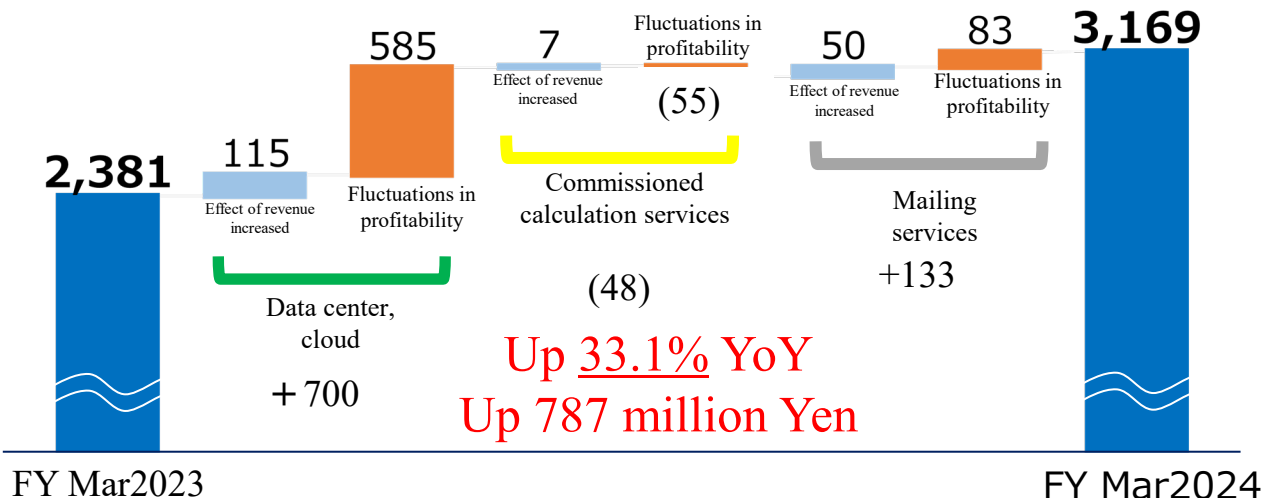 2,381
115
Effect of revenue
increased
585
Fluctuations in
profitability
Data center,
cloud
+700
7
Effect of revenue
increased
Fluctuations in
profitability
(55)
Commissioned
calculation services
(48)
50
Effect of revenue
increased
83
Fluctuations in
profitability
Mailing
services
+133
3,169
Up 33.1% YoY
Up 787 million Yen
FY Mar2023
FY Mar2024